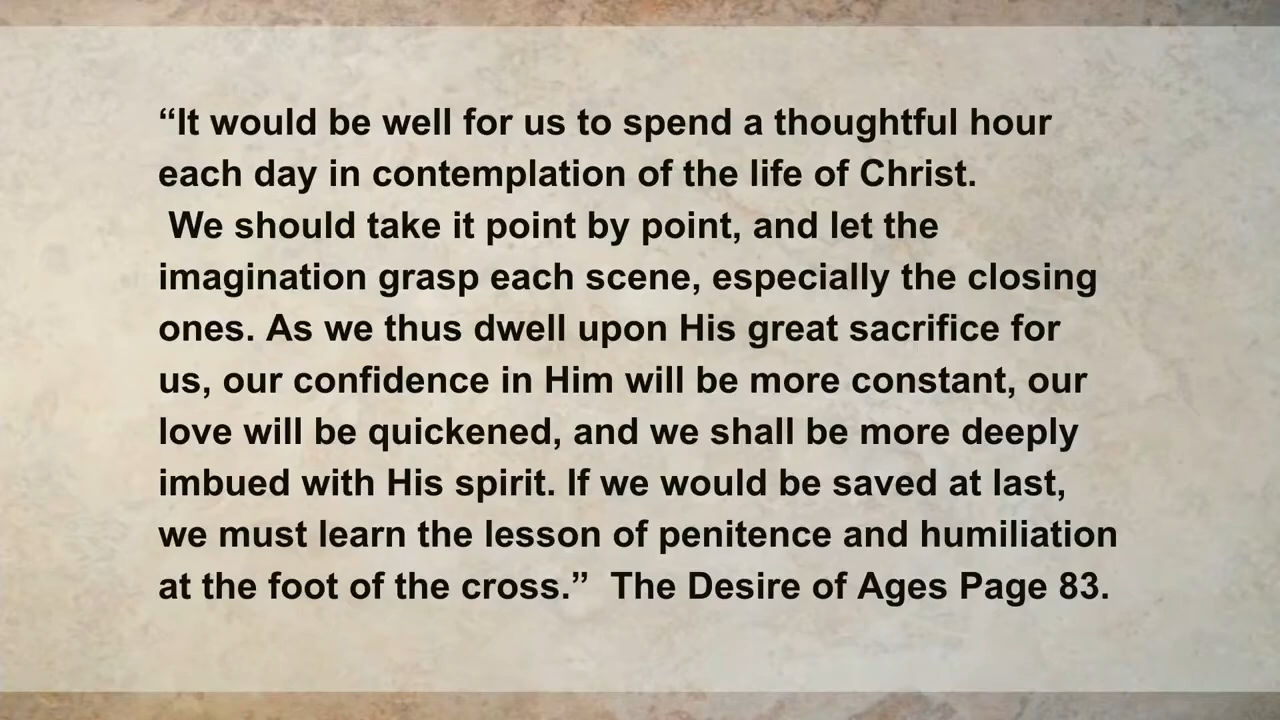 “It would be well for us to spend a thoughtful hour
each day in contemplation of the life of Christ.
We should take it point by point, and let the
imagination grasp each scene, especially the closing
ones. As we thus dwell upon His great sacrifice for
us, our confidence in Him will be more constant, our
love will be quickened, and we shall be more deeply
imbued with His spirit. If we would be saved at last,
we must learn the lesson of penitence and humiliation
at the foot of the cross.”  The Desire of Ages Page 83.